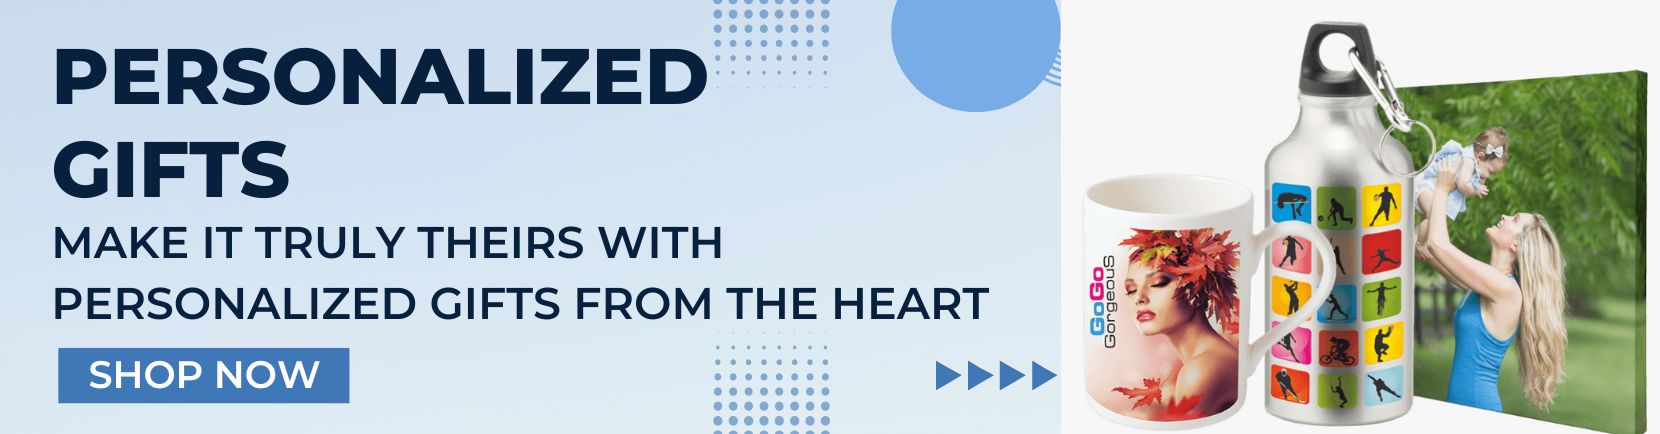 PERSONALIZED
GIFTS
MAKE IT TRULY THEIRS WITH
PERSONALIZED GIFTS FROM THE HEART
SHOP NOW
GoGo
GorgeouS